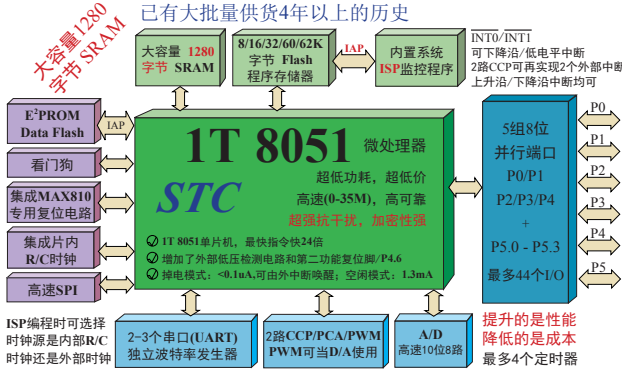 已有大批量供货4年以上的历史
大容量1280
字节 SRAM
大容量 1280
字节 SRAM
8/16/32/60/62K
字节 Flash
程序存储器
IAP
内置系统
ISP监控程序
INT0/INT1
可下降沿/低电平中断
2路CCP可再实现2个外部中断
上升沿/下降沿中断均可
E²PROM
Data Flash
IAP
看门狗
集成MAX810
专用复位电路
集成片内
R/C时钟
高速SPI
1T 8051 微处理器
STC
超低功耗，超低价
高速(0-35M)，高可靠
超强抗干扰，加密性强
1T 8051单片机，最快指令快24倍
增加了外部低压检测电路和第二功能复位脚/P4.6
掉电模式：<0.1uA,可由外中断唤醒；空闲模式：1.3mA
5组8位
并行端口
P0/P1
P2/P3/P4
+
P5.0 - P5.3
最多44个I/O
P0
P1
P2
P3
P4
P5
ISP编程时可选择
时钟源是内部R/C
时钟还是外部时钟
2-3个串口(UART)
独立波特率发生器
2路CCP/PCA/PWM
PWM可当D/A使用
A/D
高速10位8路
提升的是性能
降低的是成本
最多4个定时器